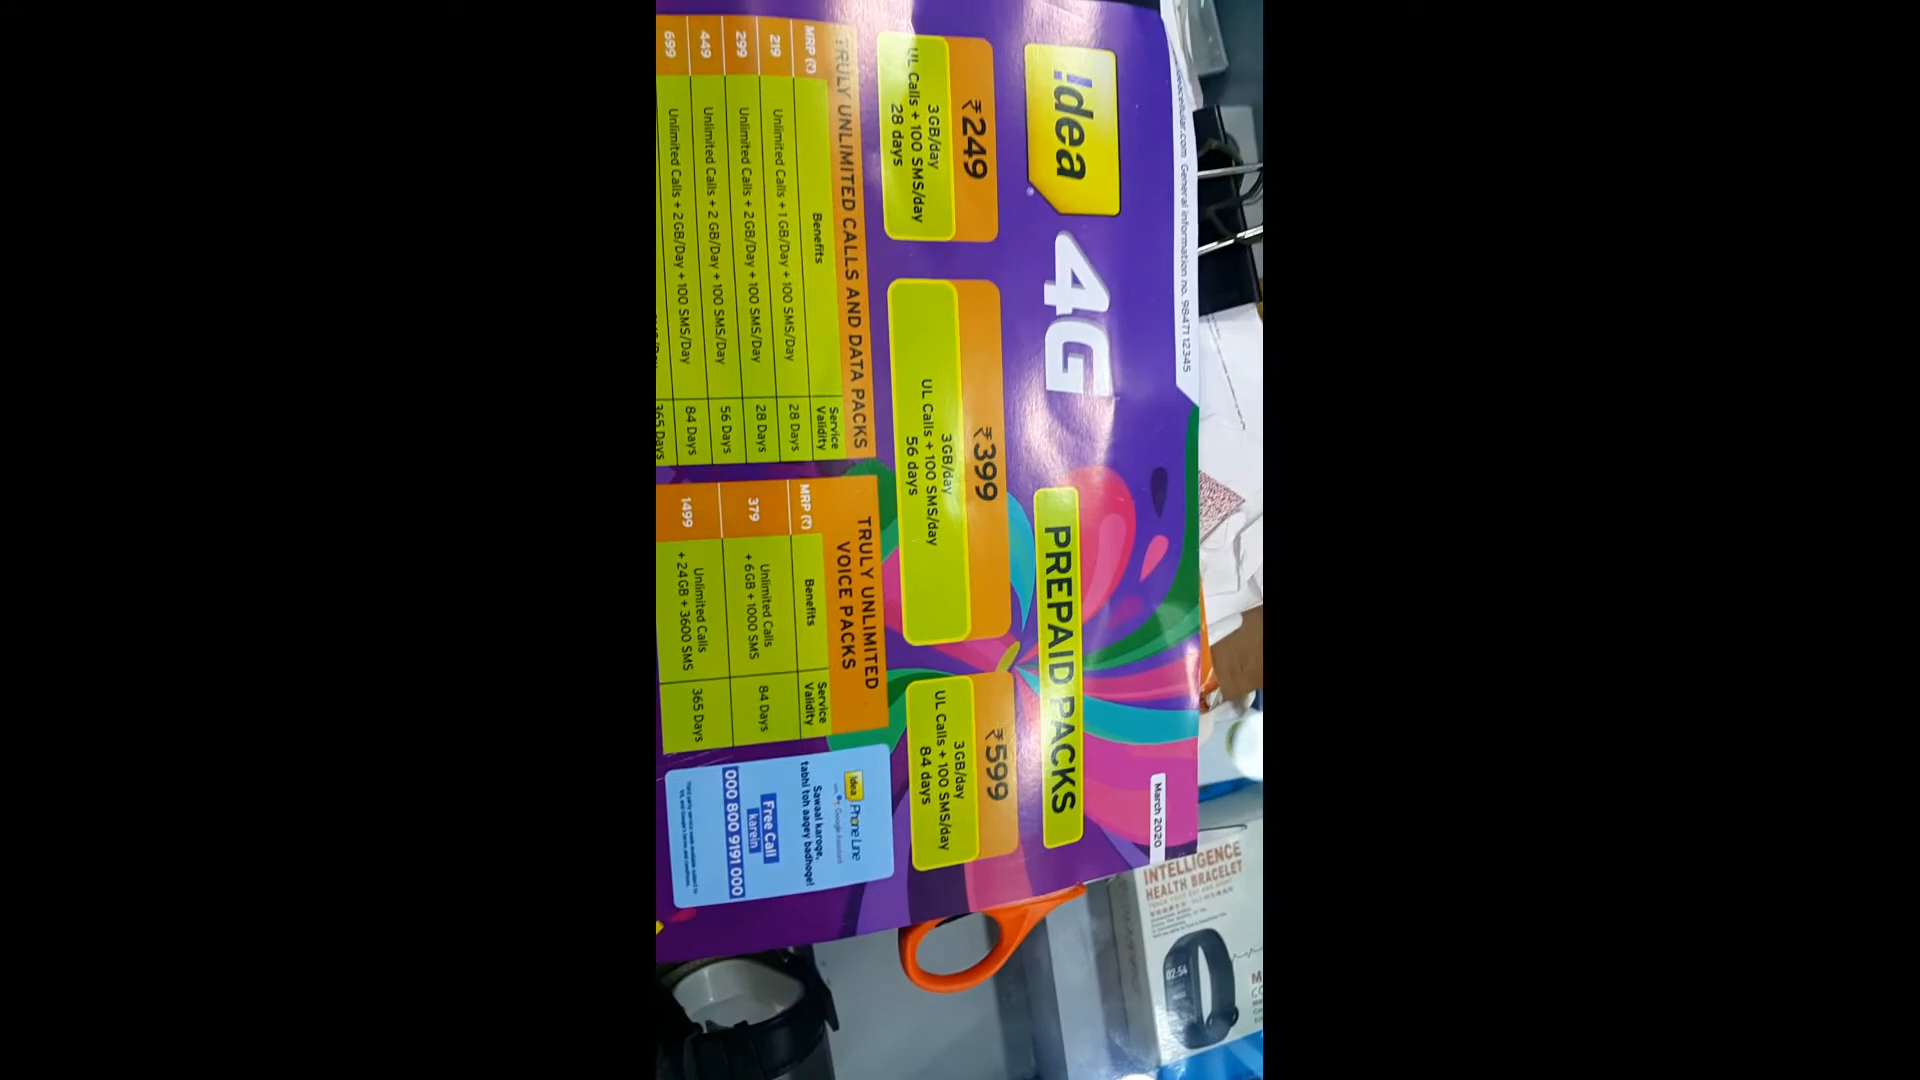 ideacellular.com General information no. 98471 12345
March 2020
!dea
4G
PREPAID PACKS
₹249
3GB/day
UL Calls + 100 SMS/day
28 days
₹399
3GB/day
UL Calls + 100 SMS/day
56 days
₹599
3GB/day
UL Calls + 100 SMS/day
84 days
TRULY UNLIMITED CALLS AND DATA PACKS
MRP (₹) Benefits Service Validity
219 Unlimited Calls + 1 GB/Day + 100 SMS/Day 28 Days
299 Unlimited Calls + 2GB/Day + 100 SMS/Day 28 Days
449 Unlimited Calls + 2 GB/Day + 100 SMS/Day 56 Days
699 Unlimited Calls + 2GB/Day + 100 SMS/Day 84 Days
365 Days
TRULY UNLIMITED
VOICE PACKS
MRP (₹) Benefits Service Validity
379 Unlimited Calls + 6GB + 1000 SMS 84 Days
1499 Unlimited Calls + 24GB + 3600 SMS 365 Days
Idea Phone Line
Google Assistant
Sawaal karoge,
tabhi toh aagey badhoge!
Free Call
karein
000 800 9191 000
INTELLIGENCE
HEALTH BRACELET
02:54